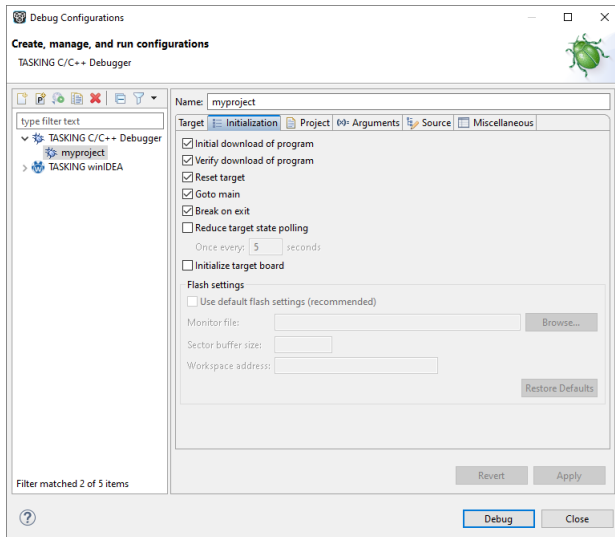 Debug Configurations
Create, manage, and run configurations
TASKING C/C++ Debugger
type filter text
TASKING C/C++ Debugger
myproject
TASKING winIDEA
Filter matched 2 of 5 items
Name: myproject
Target Initialization Project (x)= Arguments Source Miscellaneous
Initial download of program
Verify download of program
Reset target
Goto main
Break on exit
Reduce target state polling
Once every: 5 seconds
Initialize target board
Flash settings
Use default flash settings (recommended)
Monitor file: Browse...
Sector buffer size:
Workspace address:
Restore Defaults
Revert Apply
? Debug Close